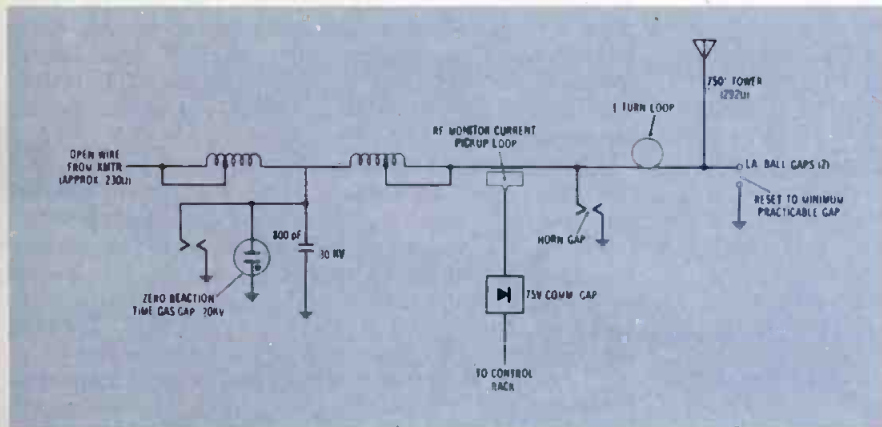 750' TOWER
(292Ω)
1 TURN LOOP
RF MONITOR CURRENT
PICKUP LOOP
OPEN WIRE
FROM XMTR
(APPROX. 230Ω)
LA. BALL GAPS (2)
RESET TO MINIMUM
PRACTICABLE GAP
HORN GAP
800 pF
30 KV
ZERO REACTION
TIME GAS GAP 20KV
75V COMM GAP
TO CONTROL
RACK